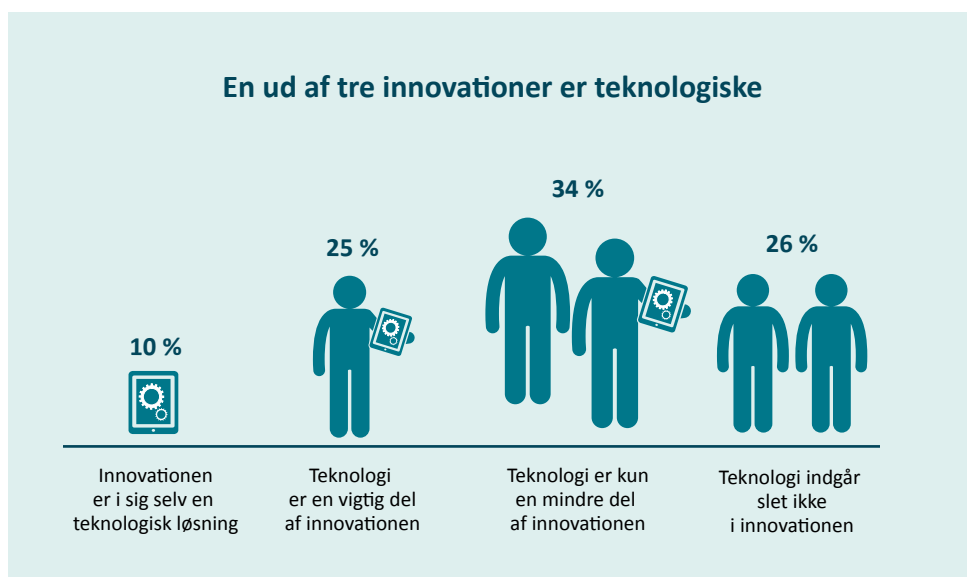 En ud af tre innovationer er teknologiske
10 %
Innovationen
er i sig selv en
teknologisk løsning
25 %
Teknologi
er en vigtig del
af innovationen
34 %
Teknologi er kun
en mindre del
af innovationen
26 %
Teknologi indgår
slet ikke
i innovationen